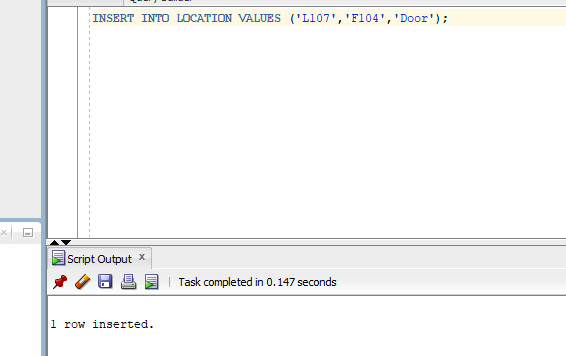 INSERT INTO LOCATION VALUES ('L107','F104','Door');
Script Output x
Task completed in 0.147 seconds
1 row inserted.